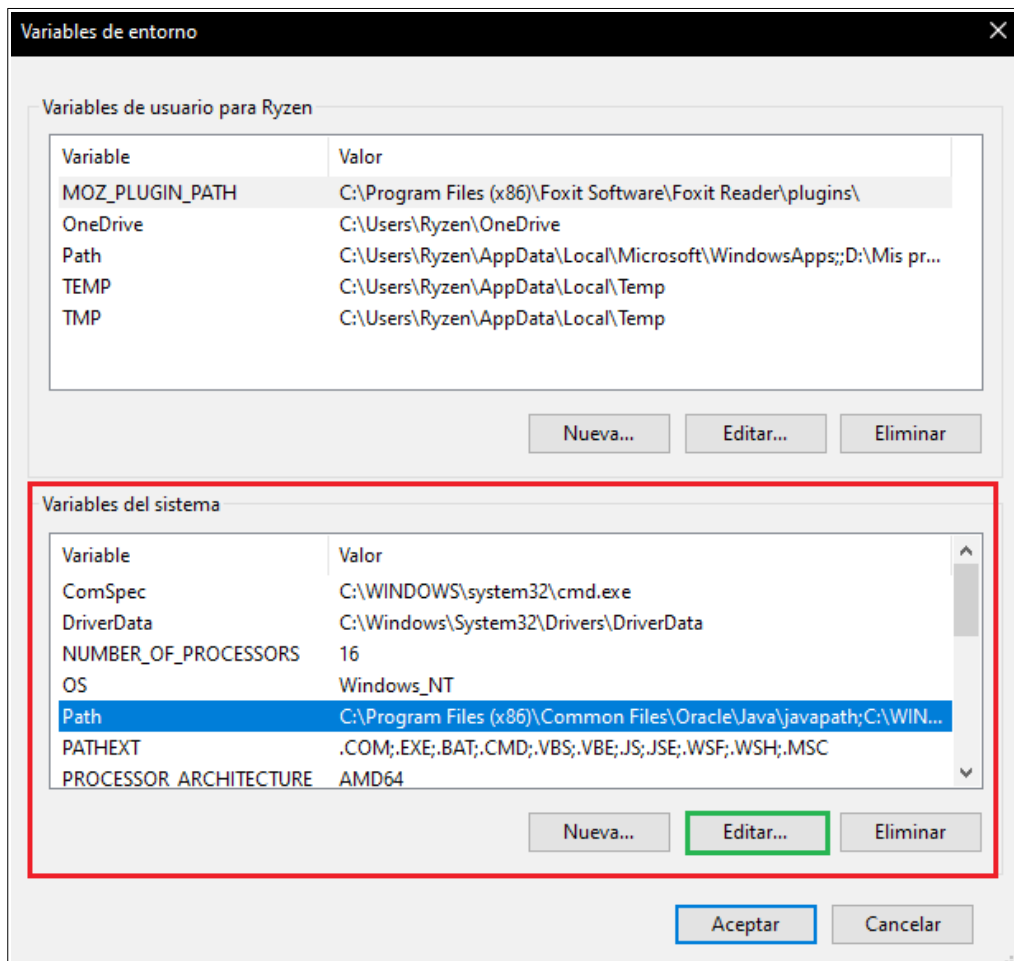 Variables de entorno
Variables de usuario para Ryzen
Variable Valor
MOZ_PLUGIN_PATH C:\Program Files (x86)\Foxit Software\Foxit Reader\plugins\
OneDrive C:\Users\Ryzen\OneDrive
Path C:\Users\Ryzen\AppData\Local\Microsoft\WindowsApps;;D:\Mis pr...
TEMP C:\Users\Ryzen\AppData\Local\Temp
TMP C:\Users\Ryzen\AppData\Local\Temp
Nueva... Editar... Eliminar
Variables del sistema
Variable Valor
ComSpec C:\WINDOWS\system32\cmd.exe
DriverData C:\Windows\System32\Drivers\DriverData
NUMBER_OF_PROCESSORS 16
OS Windows_NT
Path C:\Program Files (x86)\Common Files\Oracle\Java\javapath;C:\WIN...
PATHEXT .COM;.EXE;.BAT;.CMD;.VBS;.VBE;.JS;.JSE;.WSF;.WSH;.MSC
PROCESSOR_ARCHITECTURE AMD64
Nueva... Editar... Eliminar
Aceptar Cancelar